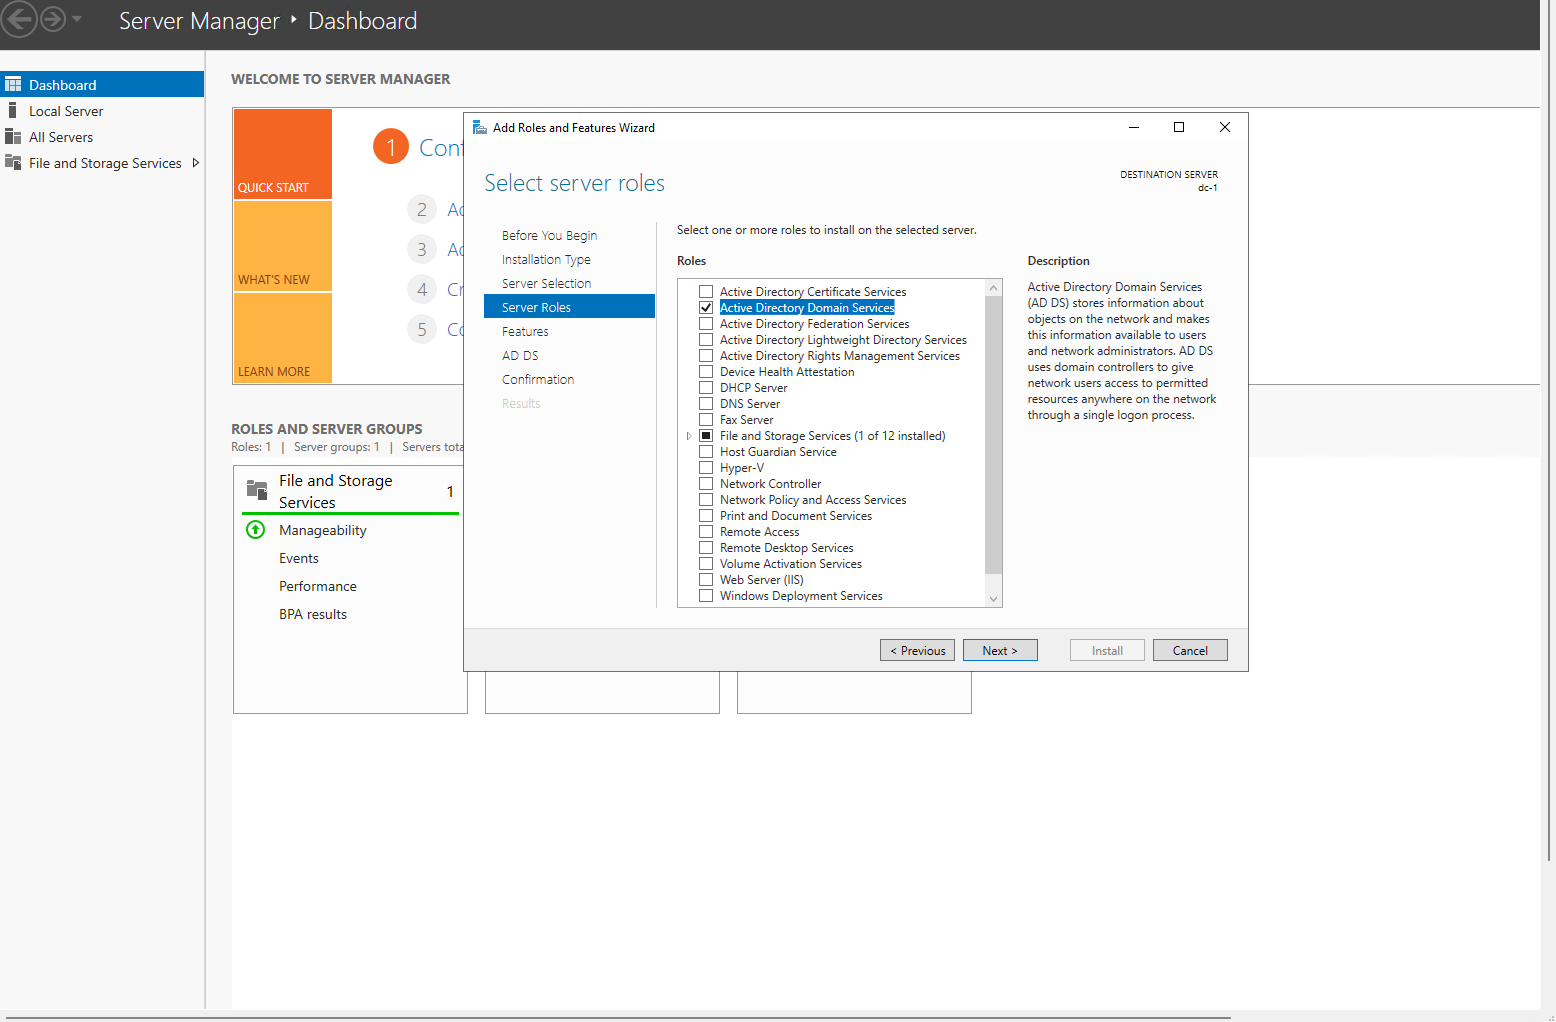 Server Manager ‣ Dashboard
Dashboard
Local Server
All Servers
File and Storage Services
WELCOME TO SERVER MANAGER
QUICK START
WHAT'S NEW
LEARN MORE
1
2
3
4
5
ROLES AND SERVER GROUPS
Roles: 1 | Server groups: 1 | Servers
File and Storage
Services 1
Manageability
Events
Performance
BPA results
Add Roles and Features Wizard
Select server roles
DESTINATION SERVER
dc-1
Before You Begin
Installation Type
Server Selection
Server Roles
Features
AD DS
Confirmation
Results
Select one or more roles to install on the selected server.
Roles
Active Directory Certificate Services
Active Directory Domain Services
Active Directory Federation Services
Active Directory Lightweight Directory Services
Active Directory Rights Management Services
Device Health Attestation
DHCP Server
DNS Server
Fax Server
File and Storage Services (1 of 12 installed)
Host Guardian Service
Hyper-V
Network Controller
Network Policy and Access Services
Print and Document Services
Remote Access
Remote Desktop Services
Volume Activation Services
Web Server (IIS)
Windows Deployment Services
Description
Active Directory Domain Services
(AD DS) stores information about
objects on the network and makes
this information available to users
and network administrators. AD DS
uses domain controllers to give
network users access to permitted
resources anywhere on the network
through a single logon process.
< Previous
Next >
Install
Cancel